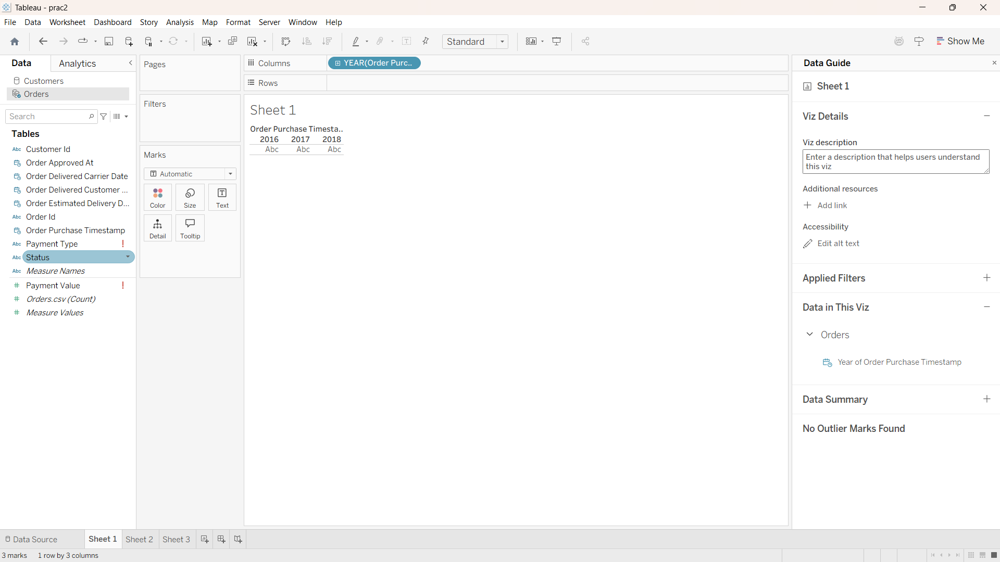 Tableau - prac2
File Data Worksheet Dashboard Story Analysis Map Format Server Window Help
Standard
Show Me
Data
Analytics
Customers
Orders
Search
Tables
Abc Customer Id
Order Approved At
Order Delivered Carrier Date
Order Delivered Customer ...
Order Estimated Delivery D...
Abc Order Id
Order Purchase Timestamp
Abc Payment Type !
Abc Status
Abc Measure Names
# Payment Value !
# Orders.csv (Count)
# Measure Values
Pages
Filters
Marks
Automatic
Color Size Text
Detail Tooltip
Columns
YEAR(Order Purc..
Rows
Sheet 1
Order Purchase Timesta..
2016 2017 2018
Abc Abc Abc
Data Guide
Sheet 1
Viz Details
Viz description
Enter a description that helps users understand
this viz
Additional resources
Add link
Accessibility
Edit alt text
Applied Filters
Data in This Viz
Orders
Year of Order Purchase Timestamp
Data Summary
No Outlier Marks Found
Data Source Sheet 1 Sheet 2 Sheet 3
3 marks 1 row by 3 columns